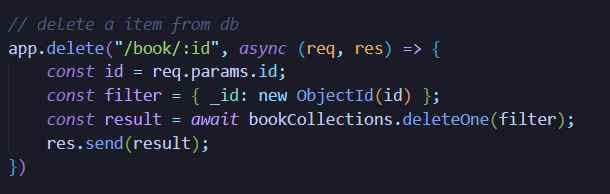 // delete a item from db
app.delete("/book/:id", async (req, res) => {
    const id = req.params.id;
    const filter = { _id: new ObjectId(id) };
    const result = await bookCollections.deleteOne(filter);
    res.send(result);
})